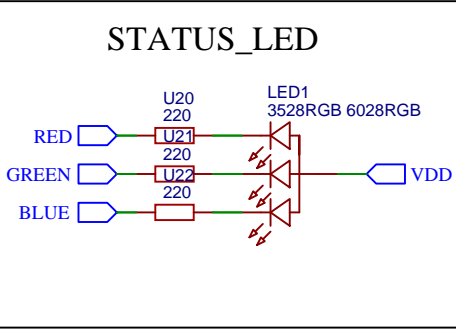 STATUS_LED
U20
220
LED1
3528RGB 6028RGB
RED
U21
220
GREEN
U22
220
VDD
BLUE